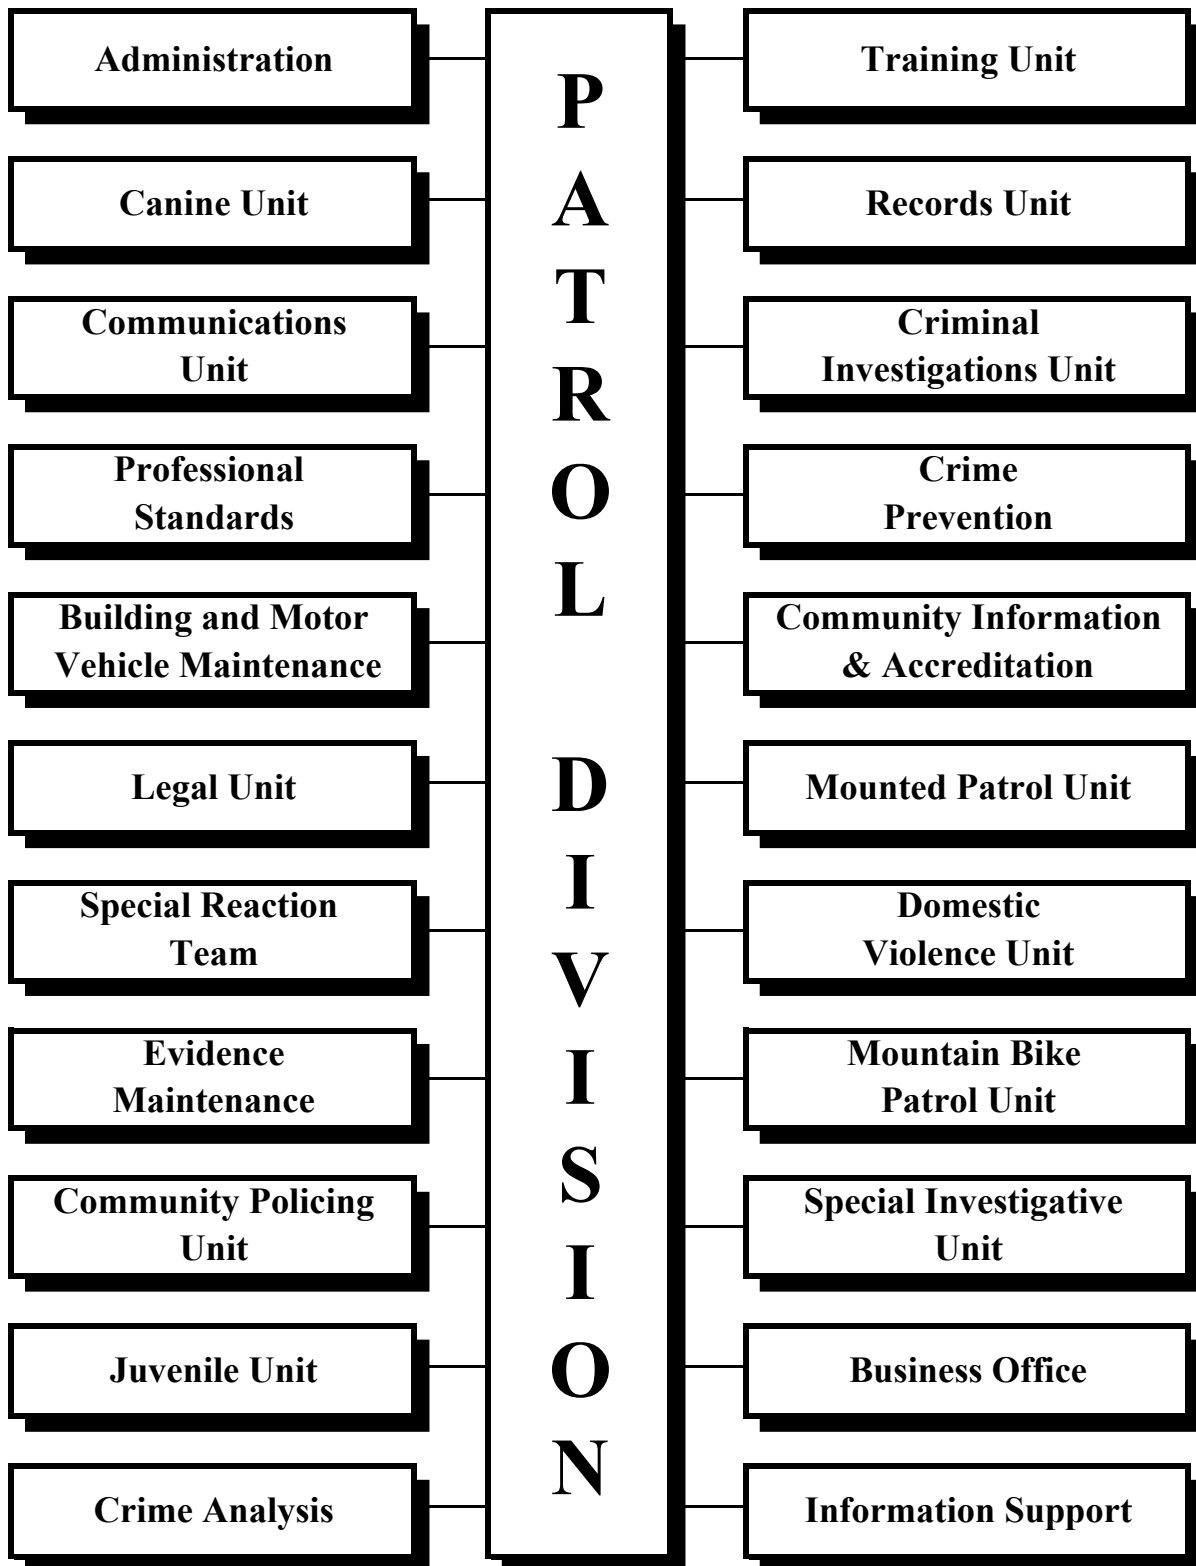 Administration
Canine Unit
Communications
Unit
Professional
Standards
Building and Motor
Vehicle Maintenance
Legal Unit
Special Reaction
Team
Evidence
Maintenance
Community Policing
Unit
Juvenile Unit
Crime Analysis
P
A
T
R
O
L
D
I
V
I
S
I
O
N
Training Unit
Records Unit
Criminal
Investigations Unit
Crime
Prevention
Community Information
& Accreditation
Mounted Patrol Unit
Domestic
Violence Unit
Mountain Bike
Patrol Unit
Special Investigative
Unit
Business Office
Information Support